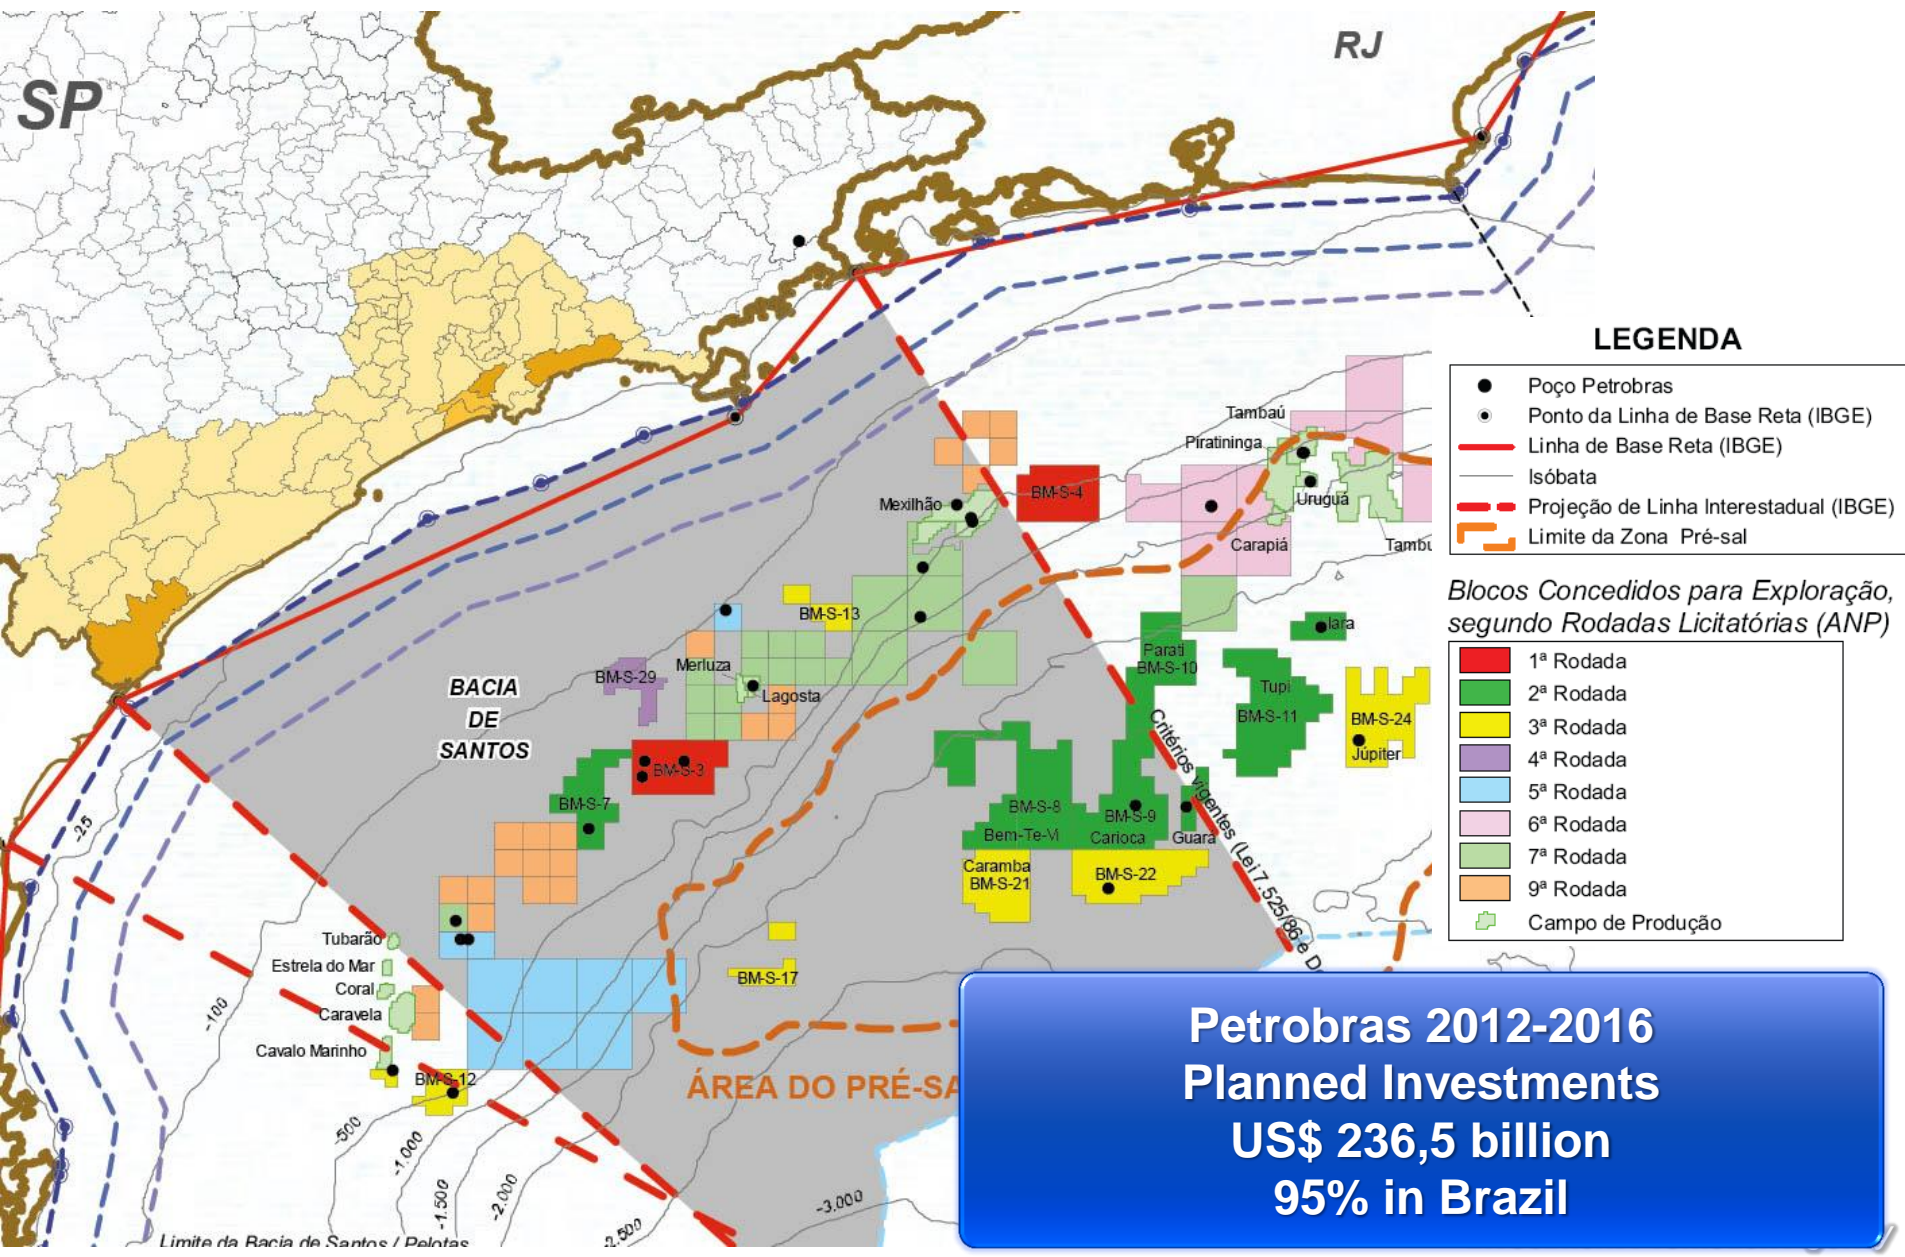 SP
RJ
LEGENDA
Poço Petrobras
Ponto da Linha de Base Reta (IBGE)
Linha de Base Reta (IBGE)
Isóbata
Projeção de Linha Interestadual (IBGE)
Limite da Zona Pré-sal
Blocos Concedidos para Exploração,
segundo Rodadas Licitatórias (ANP)
1ª Rodada
2ª Rodada
3ª Rodada
4ª Rodada
5ª Rodada
6ª Rodada
7ª Rodada
9ª Rodada
Campo de Produção
Tambaú
Piratininga
Mexilhão
BM-S-4
Uruguá
Carapiá
Tambu
BM-S-13
Iara
Parati
BM-S-10
Merluza
BM-S-29
Lagosta
Tupi
BM-S-11
BM-S-24
Júpiter
BACIA
DE
SANTOS
BM-S-3
BM-S-7
BM-S-8
Bem-Te-Vi
BM-S-9
Carioca
Guará
Critérios vigentes (Lei 7.525/86 e De
Caramba
BM-S-21
BM-S-22
BM-S-17
Tubarão
Estrela do Mar
Coral
Caravela
Cavalo Marinho
BM-S-12
-25
-100
-500
-1.000
-1.500
-2.000
2.500
-3.000
ÁREA DO PRÉ-SA
Limite da Bacia de Santos / Pelotas
Petrobras 2012-2016
Planned Investments
US$ 236,5 billion
95% in Brazil